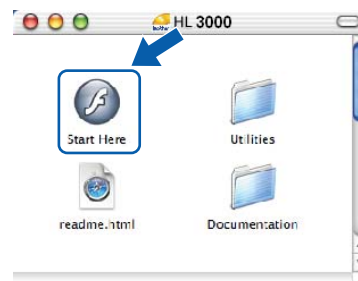 HL 3000
Start Here
Utilities
readme.html
Documentation